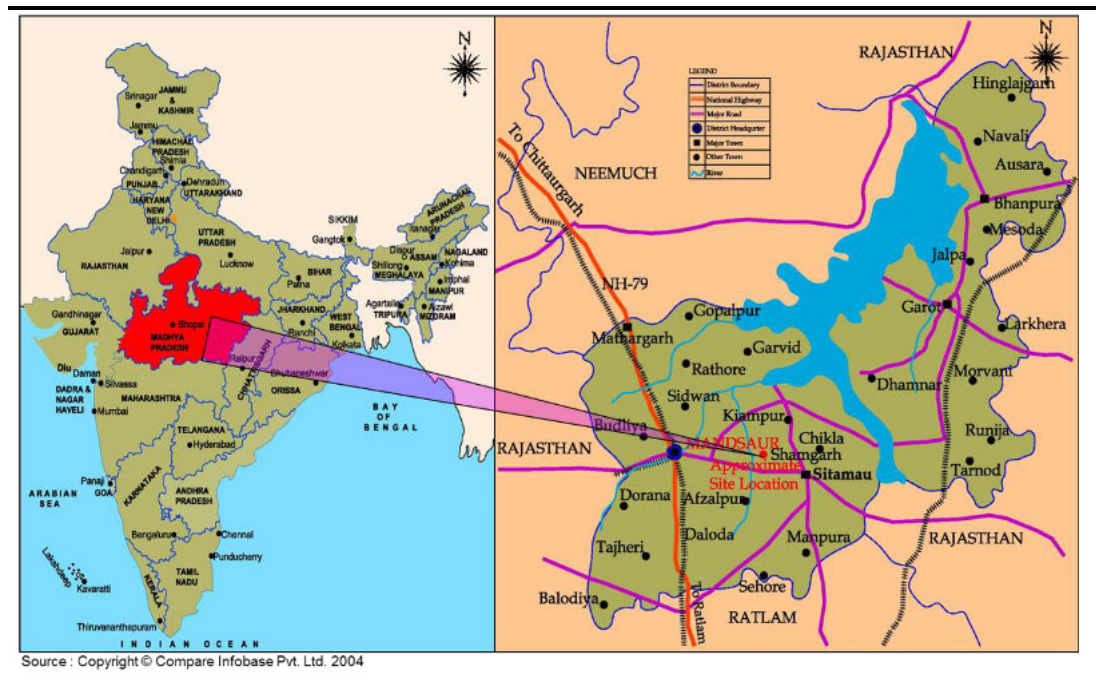 N
Srinagar
JAMMU
&
KASHMIR
Jammu
HIMACHAL
PRADESH
Shimla
Chandigarh
PUNJAB
Dehradun
UTTARAKHAND
HARYANA
NEW
DELHI
ARUNACHAL
PRADESH
Itanagar
SIKKIM
Gangtok
UTTAR
PRADESH
Dispur
ASSAM
NAGALAND
Kohima
Jaipur
Lucknow
RAJASTHAN
Shillong
MEGHALAYA
BIHAR
Patna
Imphal
MANIPUR
Gandhinagar
GUJARAT
Bhopal
MADHYA
PRADESH
JHARKHAND
Ranchi
WEST
BENGAL
Kolkata
Agartala
TRIPURA
MIZORAM
Raipur
CHHATISGARH
Diu
Daman
Silvassa
DADRA &
NAGAR
HAVELI
Bhubaneshwar
ORISSA
MAHARASHTRA
Mumbai
BAY
OF
BENGAL
TELANGANA
Hyderabad
KARNATAKA
Panaji
GOA
ARABIAN
SEA
ANDHRA
PRADESH
Bengaluru
Chennai
Punducherry
Lakshdeep
Kavaratti
TAMIL
NADU
KERALA
Thiruvananthapuram
INDIAN OCEAN
N
LEGEND
District Boundary
National Highway
Major Road
District Headqurter
Major Town
Other Town
River
RAJASTHAN
Hinglajgarh
To Chittaurgarh
NEEMUCH
Navali
Ausara
Bhanpura
Mesoda
Jalpa
NH-79
Gopalpur
Garot
Larkhera
Malhargarh
Garvid
Rathore
Dhamnar
Morvani
Sidwan
Kiampur
Budliya
Runija
RAJASTHAN
MANDSAUR
Chikla
Shamgarh
Approximate
Site Location
Sitamau
Tarnod
Dorana
Afzalpur
Daloda
Manpura
RAJASTHAN
Tajheri
Sehore
Balodiya
To Ratlam
RATLAM
Source : Copyright © Compare Infobase Pvt. Ltd. 2004